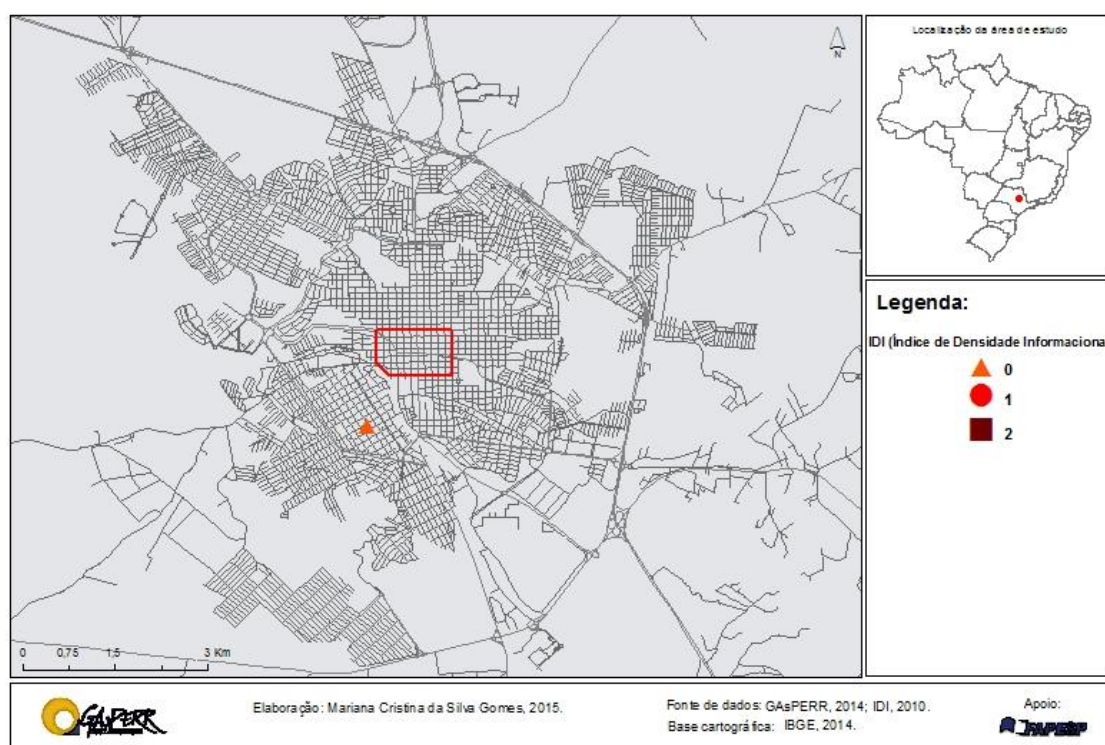 Localização da área de estudo
N
Legenda:
IDI (Índice de Densidade Informaciona
0
1
2
0 0,75 1,5 3 Km
GAsPERR
Elaboração: Mariana Cristina da Silva Gomes, 2015.
Fonte de dados: GAsPERR, 2014; IDI, 2010.
Base cartográfica: IBGE, 2014.
Apoio:
FAPESP